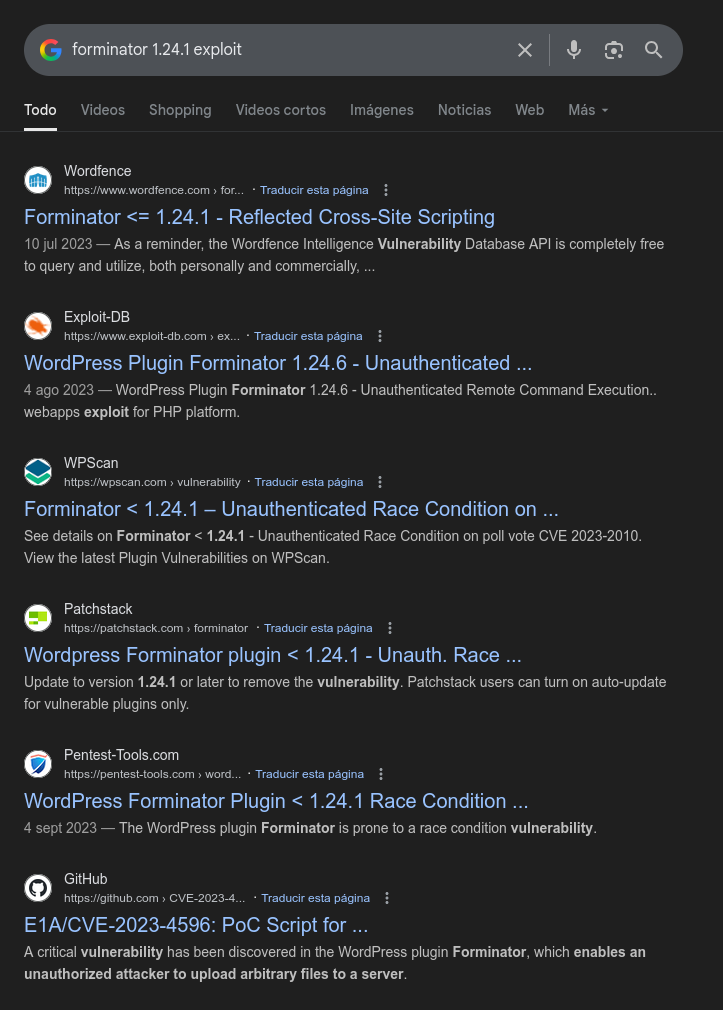 forminator 1.24.1 exploit
Todo Videos Shopping Videos cortos Imágenes Noticias Web Más
Wordfence
https://www.wordfence.com › for... · Traducir esta página
Forminator <= 1.24.1 - Reflected Cross-Site Scripting
10 jul 2023 — As a reminder, the Wordfence Intelligence Vulnerability Database API is completely free
to query and utilize, both personally and commercially, ...
Exploit-DB
https://www.exploit-db.com › ex... · Traducir esta página
WordPress Plugin Forminator 1.24.6 - Unauthenticated ...
4 ago 2023 — WordPress Plugin Forminator 1.24.6 - Unauthenticated Remote Command Execution..
webapps exploit for PHP platform.
WPScan
https://wpscan.com › vulnerability · Traducir esta página
Forminator < 1.24.1 – Unauthenticated Race Condition on ...
See details on Forminator < 1.24.1 - Unauthenticated Race Condition on poll vote CVE 2023-2010.
View the latest Plugin Vulnerabilities on WPScan.
Patchstack
https://patchstack.com › forminator · Traducir esta página
Wordpress Forminator plugin < 1.24.1 - Unauth. Race ...
Update to version 1.24.1 or later to remove the vulnerability. Patchstack users can turn on auto-update
for vulnerable plugins only.
Pentest-Tools.com
https://pentest-tools.com › word... · Traducir esta página
WordPress Forminator Plugin < 1.24.1 Race Condition ...
4 sept 2023 — The WordPress plugin Forminator is prone to a race condition vulnerability.
GitHub
https://github.com › CVE-2023-4... · Traducir esta página
E1A/CVE-2023-4596: PoC Script for ...
A critical vulnerability has been discovered in the WordPress plugin Forminator, which enables an
unauthorized attacker to upload arbitrary files to a server.